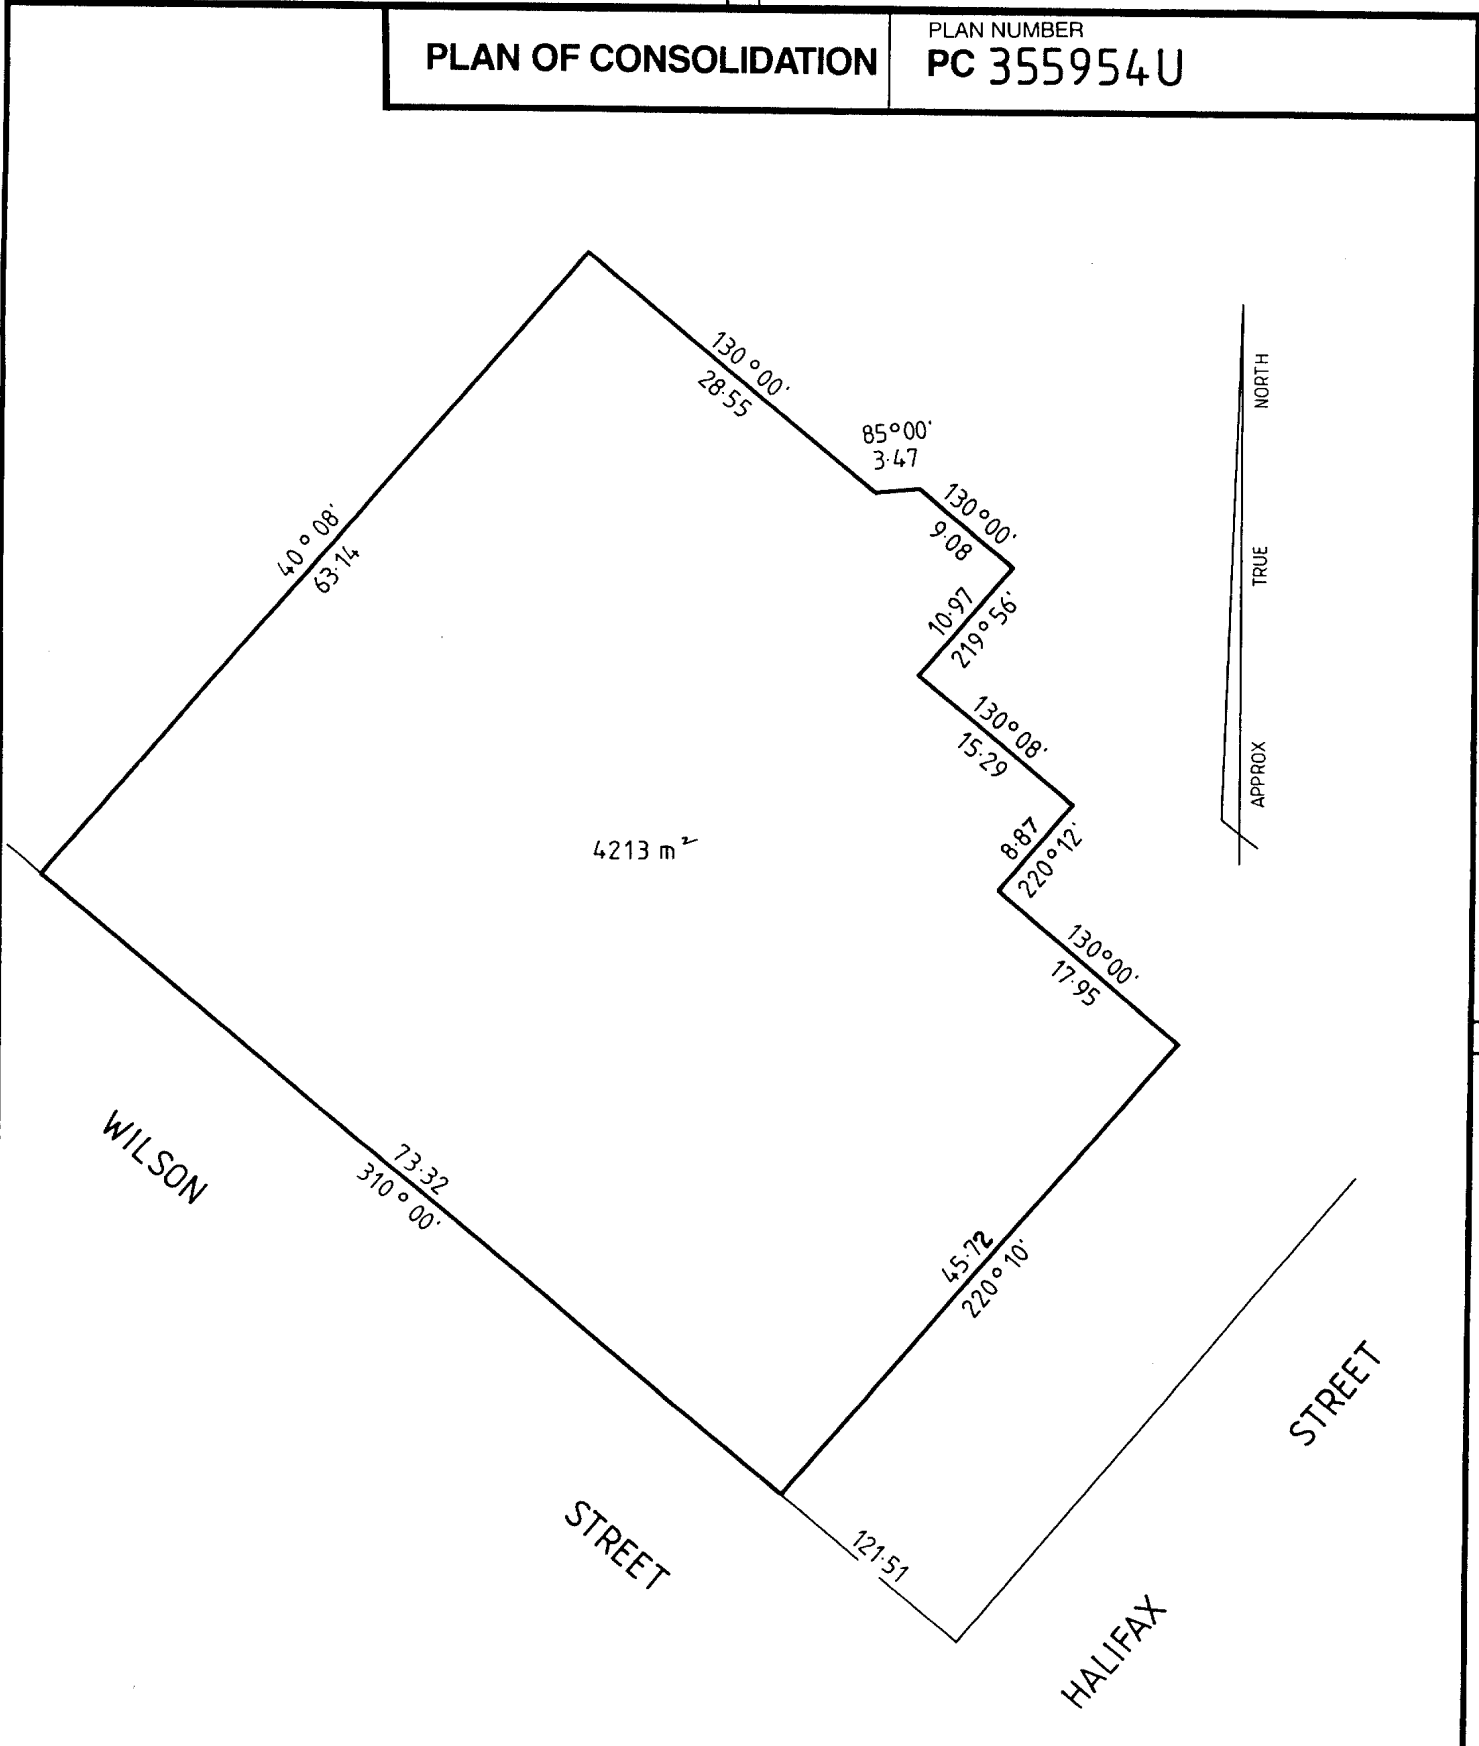 PLAN OF CONSOLIDATION
PLAN NUMBER
PC 355954U
130°00'
28·55
85°00'
3·47
130°00'
9·08
10·97
219°56'
40°08'
63·14
130°08'
15·29
8·87
220°12'
4213 m²
130°00'
17·95
NORTH
TRUE
APPROX
73·32
310°00'
45·72
220°10'
121·51
WILSON
STREET
HALIFAX
STREET